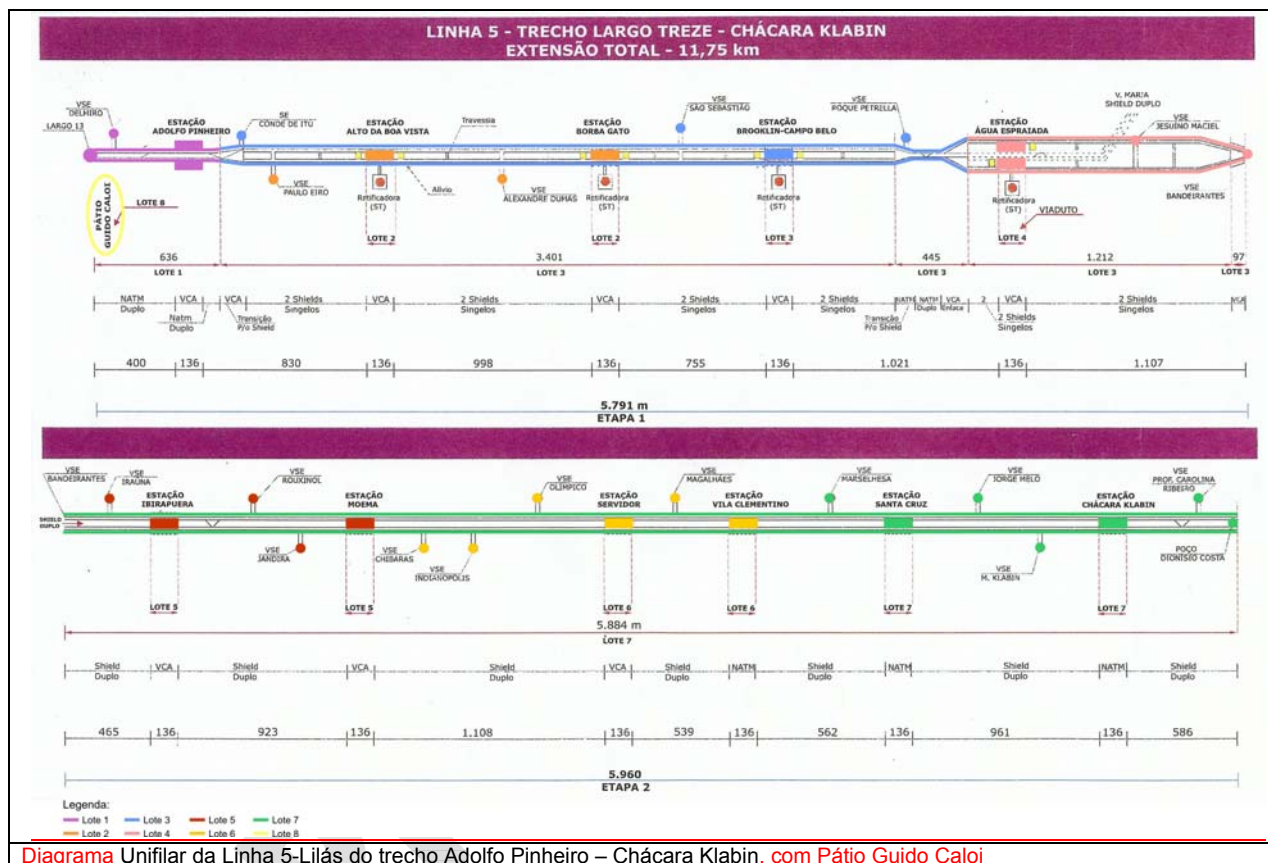 LINHA 5 - TRECHO LARGO TREZE - CHÁCARA KLABIN
EXTENSÃO TOTAL - 11,75 km
VSE
DELMIRO
LARGO 13
ESTAÇÃO
ADOLFO PINHEIRO
SE
CONDE DE ITÚ
ESTAÇÃO
ALTO DA BOA VISTA
Travessia
ESTAÇÃO
BORBA GATO
VSE
SÃO SEBASTIÃO
ESTAÇÃO
BROOKLIN-CAMPO BELO
VSE
ROQUE PETRELLA
ESTAÇÃO
ÁGUA ESPRAIADA
V. MARIA
SHIELD DUPLO
VSE
JESUÍNO MACIEL
PÁTIO
GUIDO CALOI
LOTE 8
VSE
PAULO EIRO
Retificadora
(ST)
Alívio
VSE
ALEXANDRE DUMAS
Retificadora
(ST)
Retificadora
(ST)
Retificadora
(ST)
VIADUTO
VSE
BANDEIRANTES
LOTE 2
LOTE 2
LOTE 3
LOTE 4
636 3.401 445 1.212 97
LOTE 1 LOTE 3 LOTE 3 LOTE 3 LOTE 3
NATM
Duplo
VCA
Natm
Duplo
VCA
Transição
P/o Shield
2 Shields
Singelos
VCA
2 Shields
Singelos
VCA
2 Shields
Singelos
VCA
2 Shields
Singelos
NATM
Transição
P/o Shield
NATM
Duplo
VCA
Enlace
2
VCA
2 Shields
Singelos
2 Shields
Singelos
VCA
400 136 830 136 998 136 755 136 1.021 136 1.107
5.791 m
ETAPA 1
VSE
BANDEIRANTES
VSE
IRAÚNA
ESTAÇÃO
IBIRAPUERA
VSE
ROUXINOL
ESTAÇÃO
MOEMA
VSE
OLÍMPICO
ESTAÇÃO
SERVIDOR
VSE
MAGALHÃES
ESTAÇÃO
VILA CLEMENTINO
VSE
MARSELHESA
ESTAÇÃO
SANTA CRUZ
VSE
JORGE MELO
ESTAÇÃO
CHÁCARA KLABIN
VSE
PROF. CAROLINA
RIBEIRO
SHIELD
DUPLO
VSE
JANDIRA
VSE
CHIBARAS
VSE
INDIANOPOLIS
VSE
M. KLABIN
POÇO
DIONÍSIO COSTA
LOTE 5 LOTE 5 LOTE 6 LOTE 6 LOTE 7 LOTE 7
5.884 m
LOTE 7
Shield
Duplo
VCA
Shield
Duplo
VCA
Shield
Duplo
VCA
Shield
Duplo
NATM
Shield
Duplo
NATM
Shield
Duplo
NATM
Shield
Duplo
465 136 923 136 1.108 136 539 136 562 136 961 136 586
5.960
ETAPA 2
Legenda:
Lote 1 Lote 3 Lote 5 Lote 7
Lote 2 Lote 4 Lote 6 Lote 8
Diagrama Unifilar da Linha 5-Lilás do trecho Adolfo Pinheiro – Chácara Klabin, com Pátio Guido Caloi